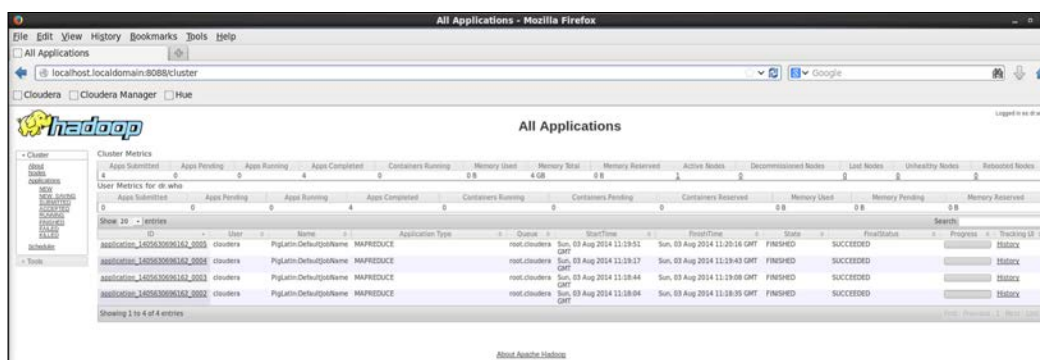 All Applications - Mozilla Firefox
File Edit View History Bookmarks Tools Help
All Applications
localhost.localdomain:8088/cluster
Google
Cloudera Cloudera Manager Hue
hadoop
All Applications
Logged in as: dr.who
Cluster
About
Nodes
Applications
NEW
NEW_SAVING
SUBMITTED
ACCEPTED
RUNNING
FINISHED
FAILED
KILLED
Scheduler
Tools
Cluster Metrics
Apps Submitted Apps Pending Apps Running Apps Completed Containers Running Memory Used Memory Total Memory Reserved Active Nodes Decommissioned Nodes Lost Nodes Unhealthy Nodes Rebooted Nodes
4 0 0 4 0 0 B 4 GB 0 B 1 0 0 0 0
User Metrics for dr.who
Apps Submitted Apps Pending Apps Running Apps Completed Containers Running Containers Pending Containers Reserved Memory Used Memory Pending Memory Reserved
0 0 0 4 0 0 0 0 B 0 B 0 B
Show 20 entries Search:
ID User Name Application Type Queue StartTime FinishTime State FinalStatus Progress Tracking UI
application_1405630696162_0005 cloudera PigLatin:DefaultJobName MAPREDUCE root.cloudera Sun, 03 Aug 2014 11:19:51 GMT Sun, 03 Aug 2014 11:20:16 GMT FINISHED SUCCEEDED History
application_1405630696162_0004 cloudera PigLatin:DefaultJobName MAPREDUCE root.cloudera Sun, 03 Aug 2014 11:19:17 GMT Sun, 03 Aug 2014 11:19:43 GMT FINISHED SUCCEEDED History
application_1405630696162_0003 cloudera PigLatin:DefaultJobName MAPREDUCE root.cloudera Sun, 03 Aug 2014 11:18:44 GMT Sun, 03 Aug 2014 11:19:08 GMT FINISHED SUCCEEDED History
application_1405630696162_0002 cloudera PigLatin:DefaultJobName MAPREDUCE root.cloudera Sun, 03 Aug 2014 11:18:04 GMT Sun, 03 Aug 2014 11:18:35 GMT FINISHED SUCCEEDED History
Showing 1 to 4 of 4 entries First Previous 1 Next Last
About Apache Hadoop